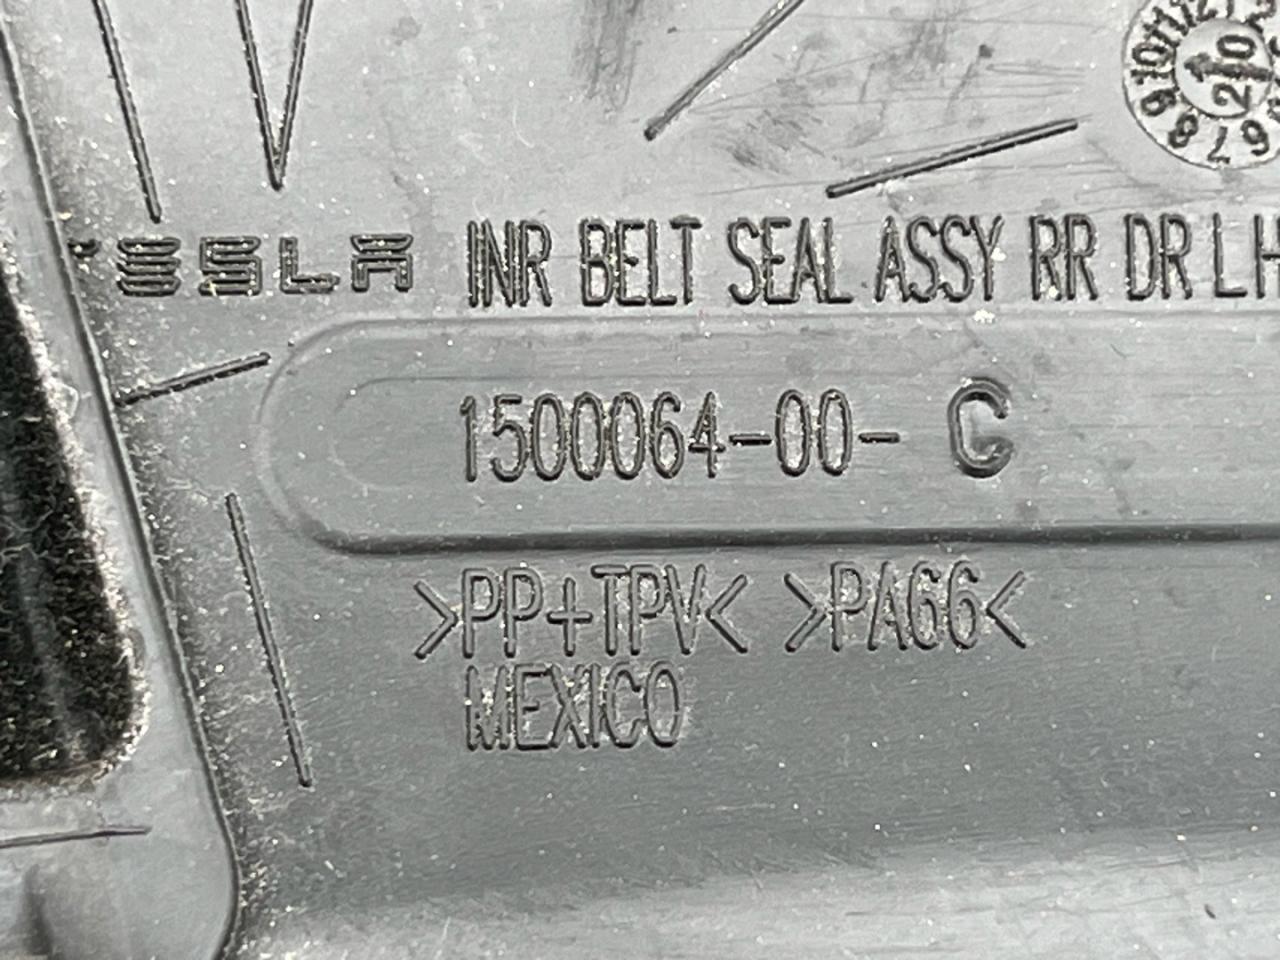 TESLA INR BELT SEAL ASSY RR DR LH
1500064-00- C
>PP+TPV< >PA66<
MEXICO